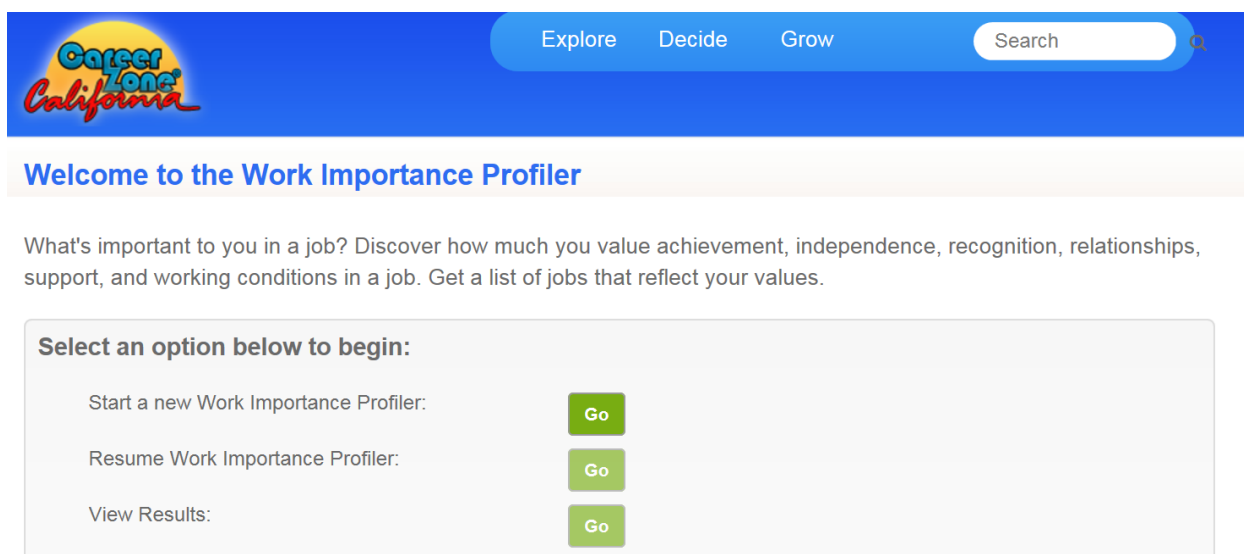 Career
Zone®
California
Explore Decide Grow Search
Welcome to the Work Importance Profiler
What's important to you in a job? Discover how much you value achievement, independence, recognition, relationships,
support, and working conditions in a job. Get a list of jobs that reflect your values.
Select an option below to begin:
Start a new Work Importance Profiler: Go
Resume Work Importance Profiler: Go
View Results: Go